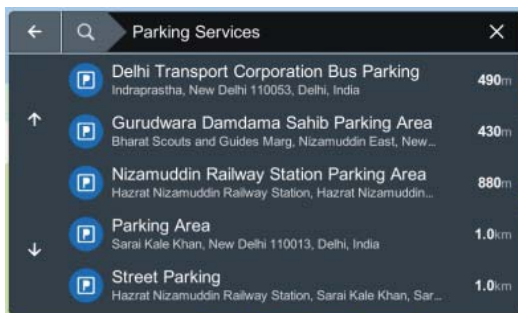 Parking Services
Delhi Transport Corporation Bus Parking
Indraprastha, New Delhi 110053, Delhi, India
490m
Gurudwara Damdama Sahib Parking Area
Bharat Scouts and Guides Marg, Nizamuddin East, New...
430m
Nizamuddin Railway Station Parking Area
Hazrat Nizamuddin Railway Station, Hazrat Nizamuddin...
880m
Parking Area
Sarai Kale Khan, New Delhi 110013, Delhi, India
1.0km
Street Parking
Hazrat Nizamuddin Railway Station, Sarai Kale Khan, Sar...
1.0km